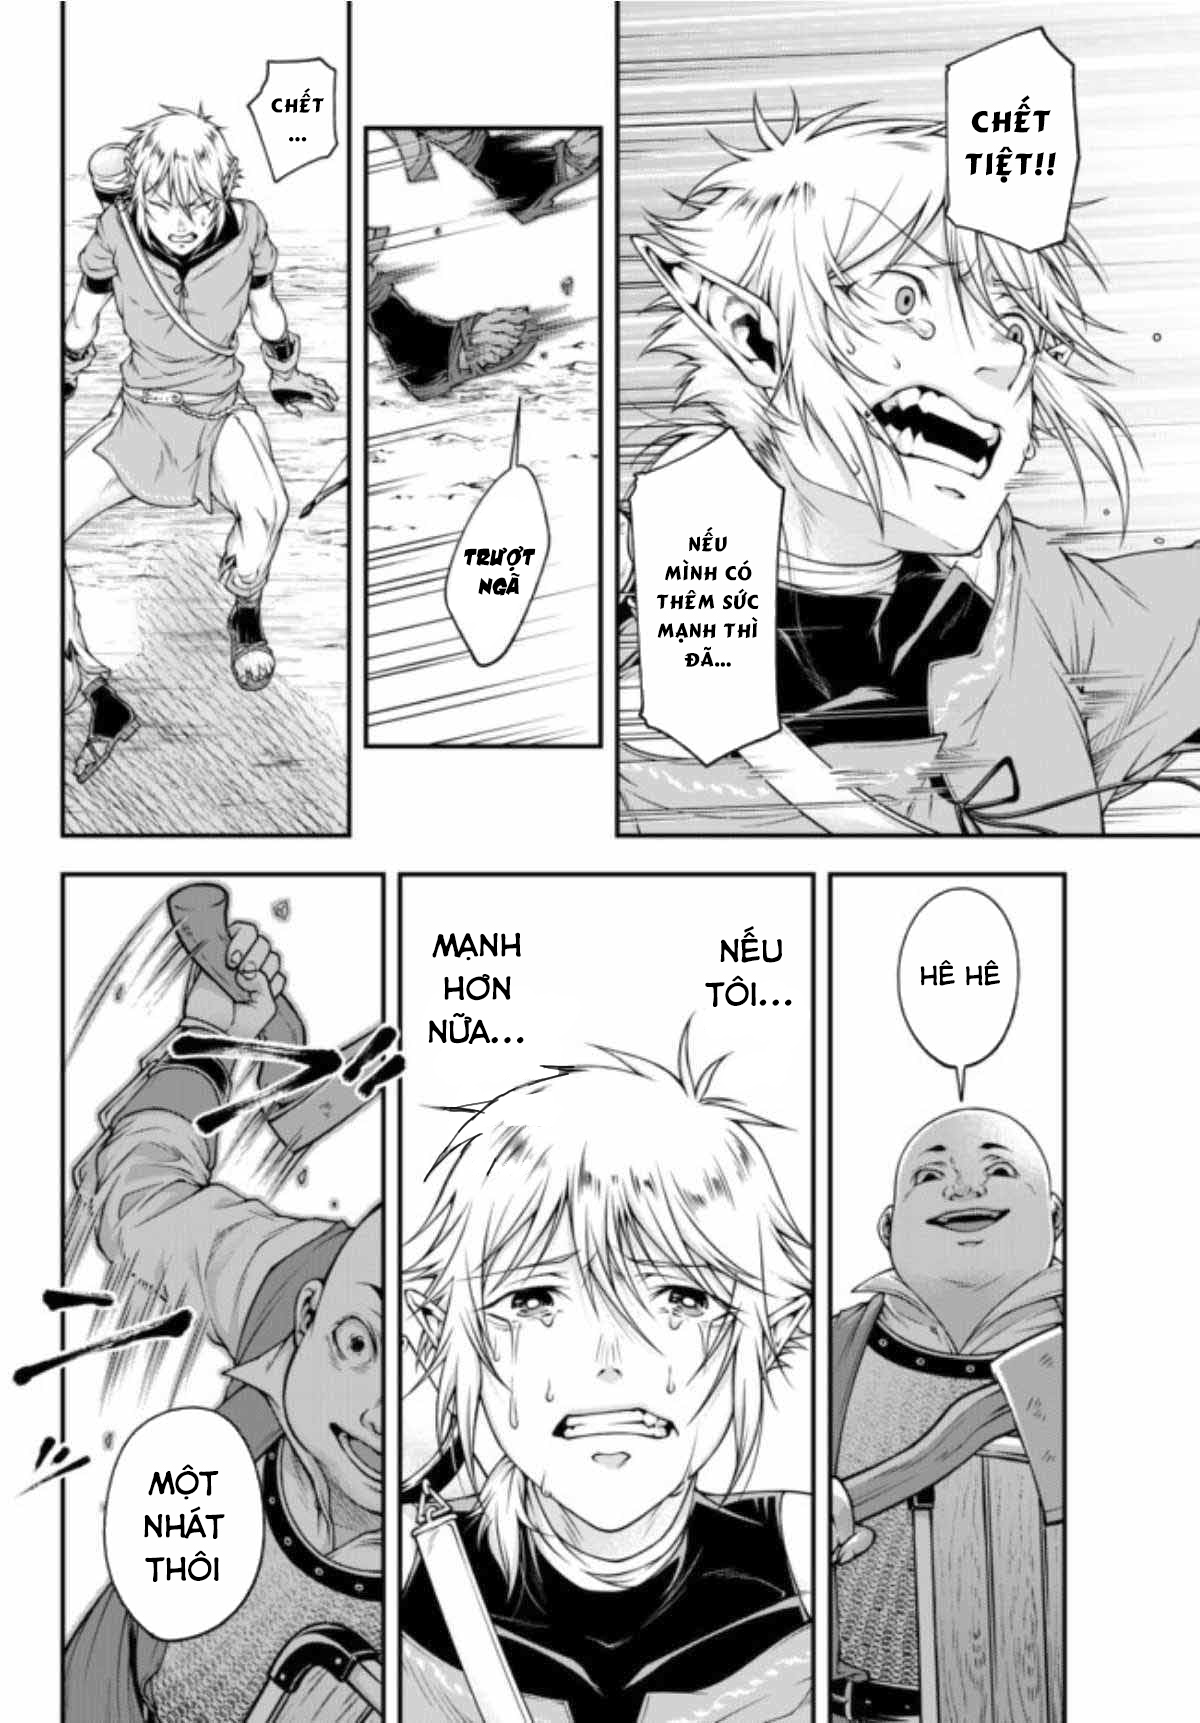 CHẾT
TIỆT!!
NẾU
MÌNH CÓ
THÊM SỨC
MẠNH THÌ
ĐÃ...
TRƯỢT
NGÃ
CHẾT
...
HÊ HÊ
NẾU
TÔI...
MẠNH
HƠN
NỮA...
MỘT
NHÁT
THÔI